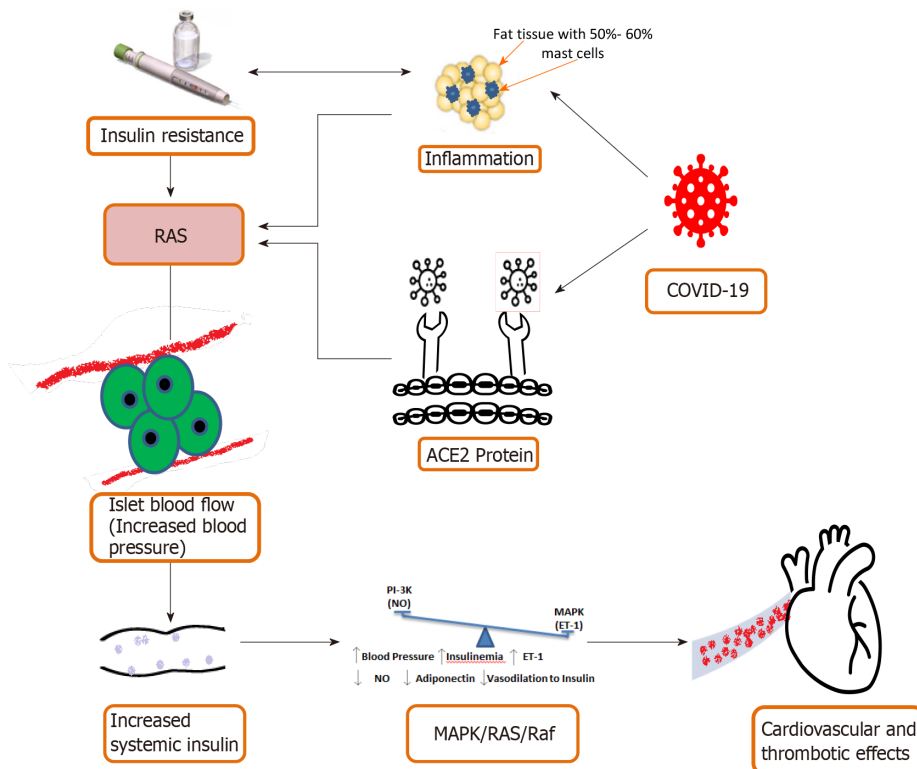 Fat tissue with 50%- 60%
mast cells
Insulin resistance
Inflammation
RAS
COVID-19
ACE2 Protein
Islet blood flow
(Increased blood
pressure)
PI-3K
(NO)
MAPK
(ET-1)
↑ Blood Pressure ↑ Insulinemia ↑ ET-1
↓ NO ↓ Adiponectin ↓ Vasodilation to Insulin
Increased
systemic insulin
MAPK/RAS/Raf
Cardiovascular and
thrombotic effects